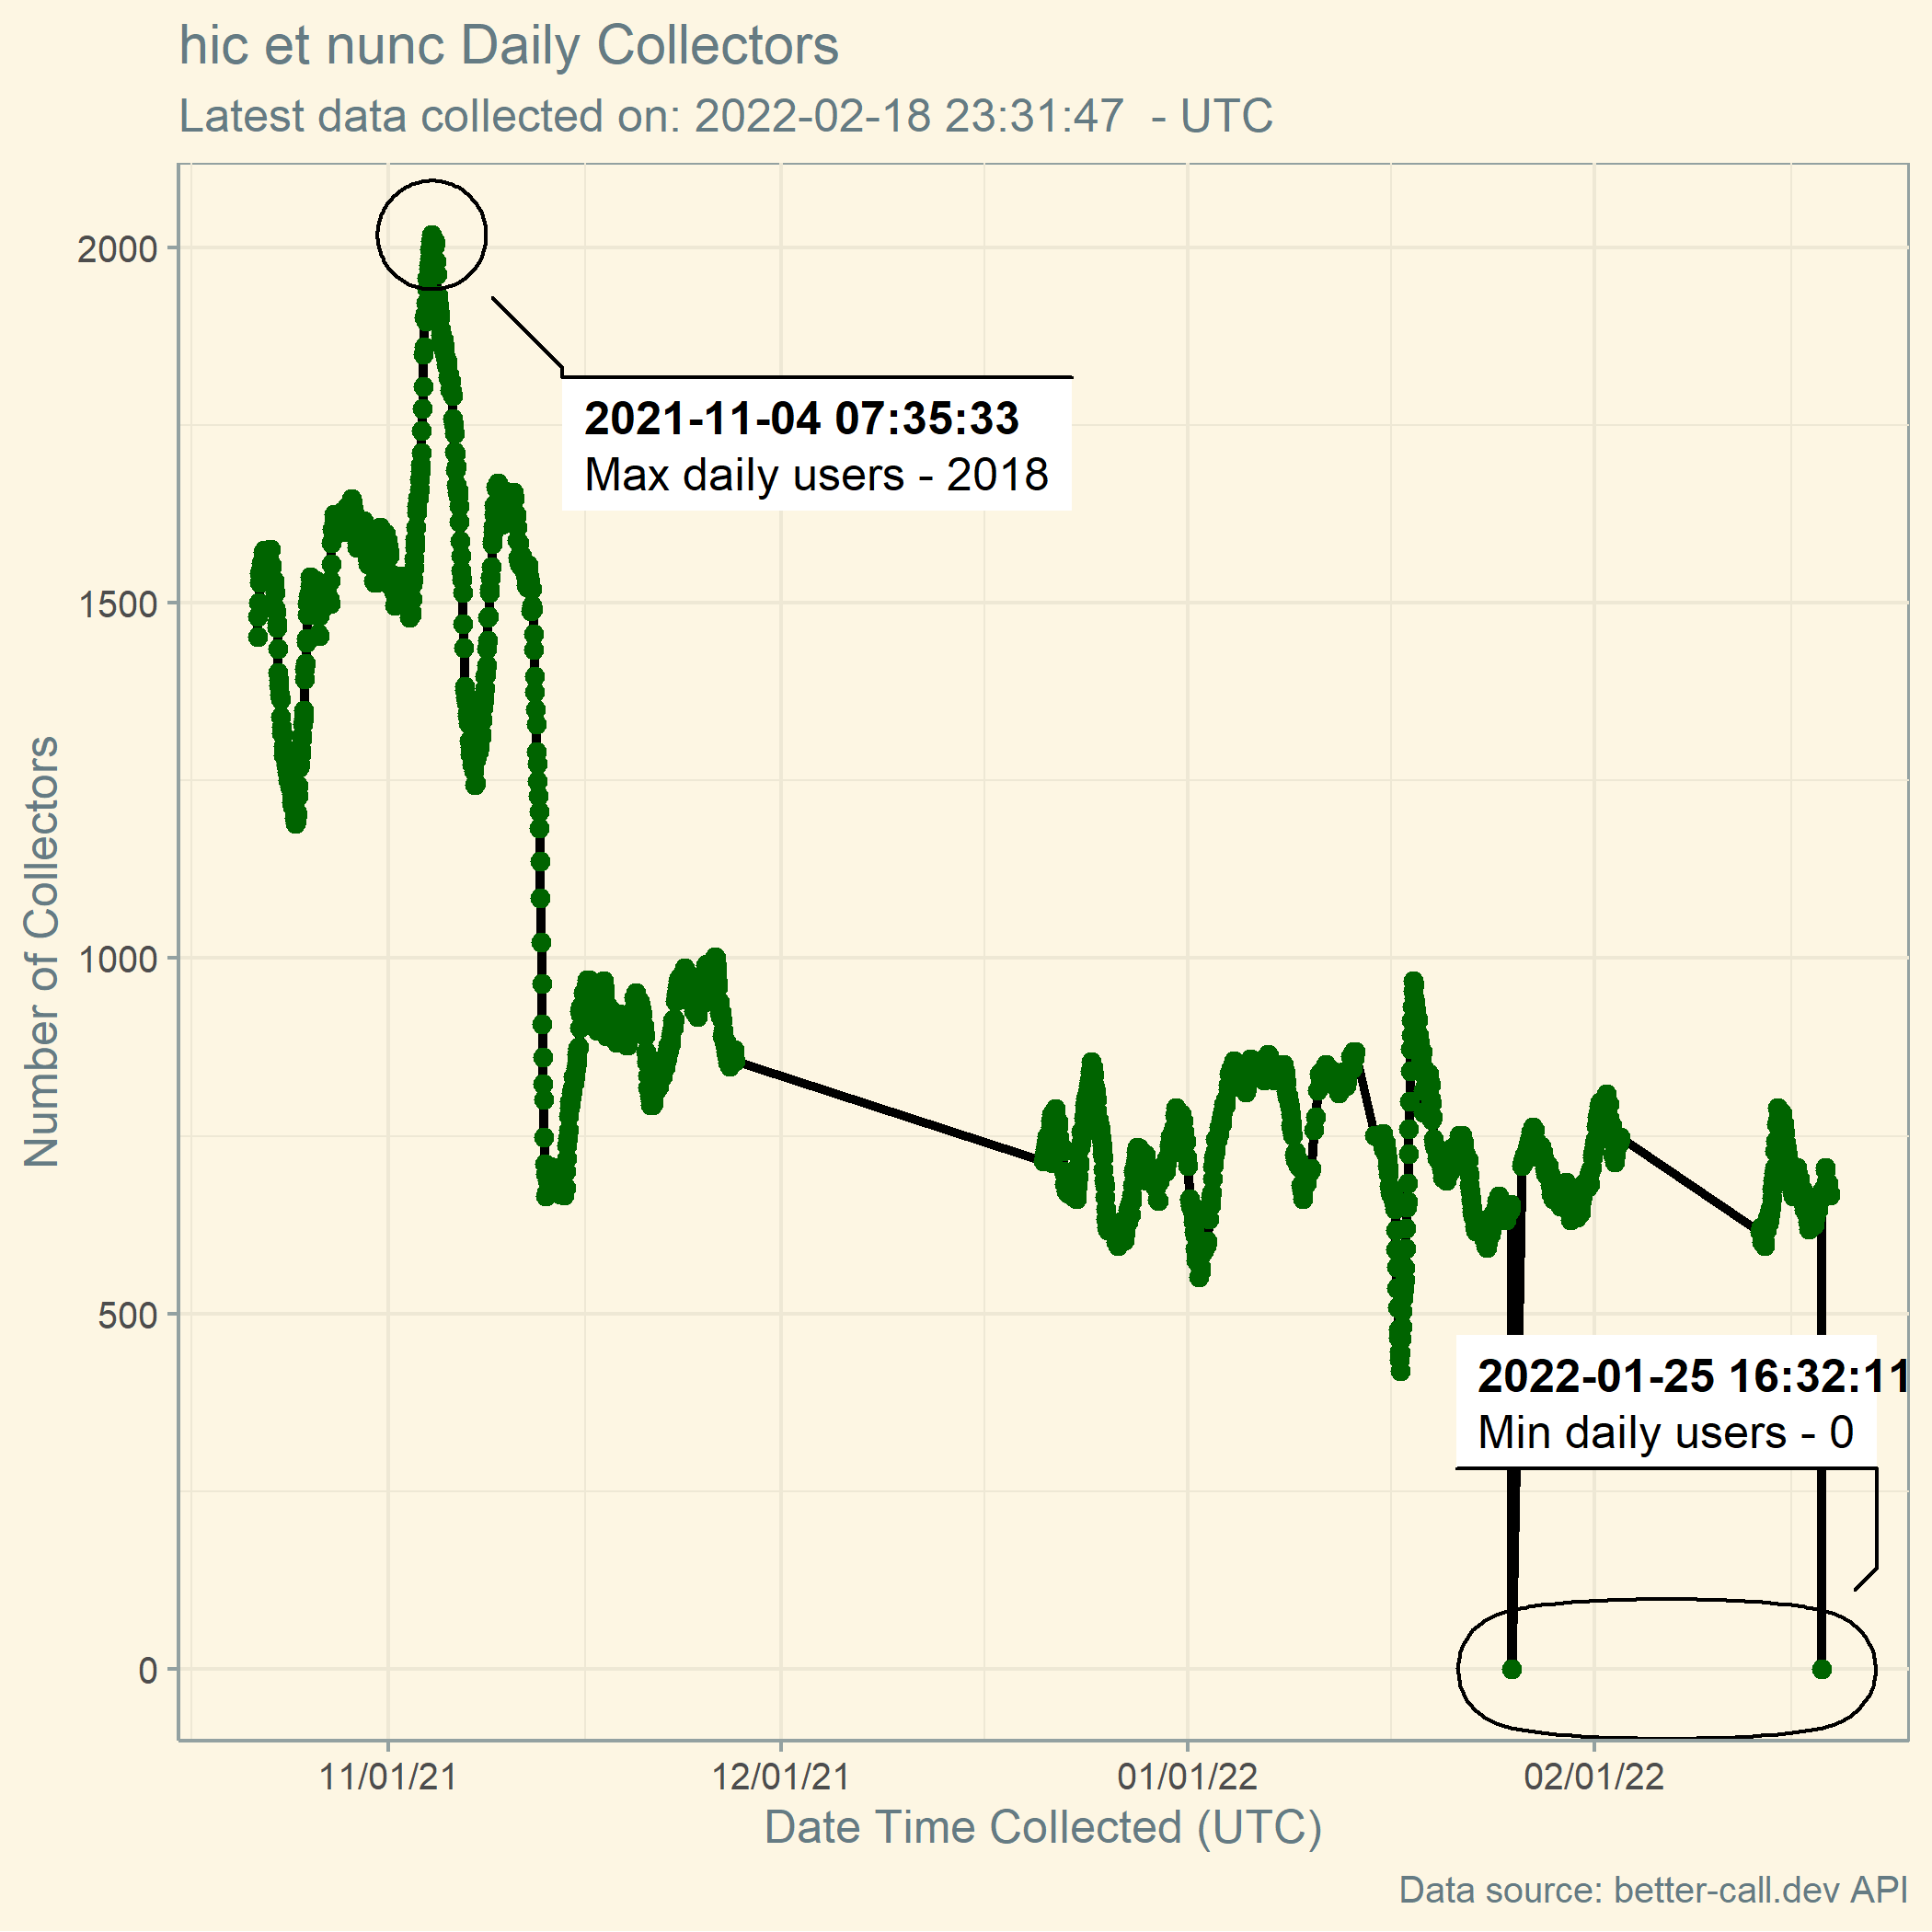 hic et nunc Daily Collectors
Latest data collected on: 2022-02-18 23:31:47  - UTC
Number of Collectors
2000
1500
1000
500
0
2021-11-04 07:35:33
Max daily users - 2018
2022-01-25 16:32:11
Min daily users - 0
11/01/21
12/01/21
01/01/22
02/01/22
Date Time Collected (UTC)
Data source: better-call.dev API